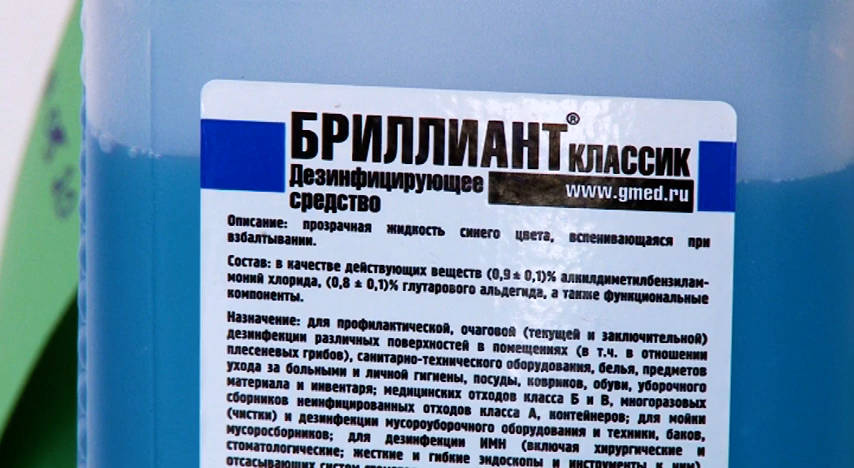 БРИЛЛИАНТ® КЛАССИК
Дезинфицирующее
средство
www.gmed.ru
Описание: прозрачная жидкость синего цвета, вспенивающаяся при
взбалтывании.
Состав: в качестве действующих веществ (0,9 ± 0,1)% алкилдиметилбензилам-
моний хлорида, (0,8 ± 0,1)% глутарового альдегида, а также функциональные
компоненты.
Назначение: для профилактической, очаговой (текущей и заключительной)
дезинфекции различных поверхностей в помещениях (в т.ч. в отношении
плесеневых грибов), санитарно-технического оборудования, белья, предметов
ухода за больными и личной гигиены, посуды, ковриков, обуви, уборочного
материала и инвентаря; медицинских отходов класса Б и В, многоразовых
сборников неинфицированных отходов класса А, контейнеров; для мойки
(чистки) и дезинфекции мусороуборочного оборудования и техники, баков,
мусоросборников; для дезинфекции ИМН (включая хирургические и
стоматологические; жесткие и гибкие эндоскопы и инструменты к ним)
отсасывающих систем